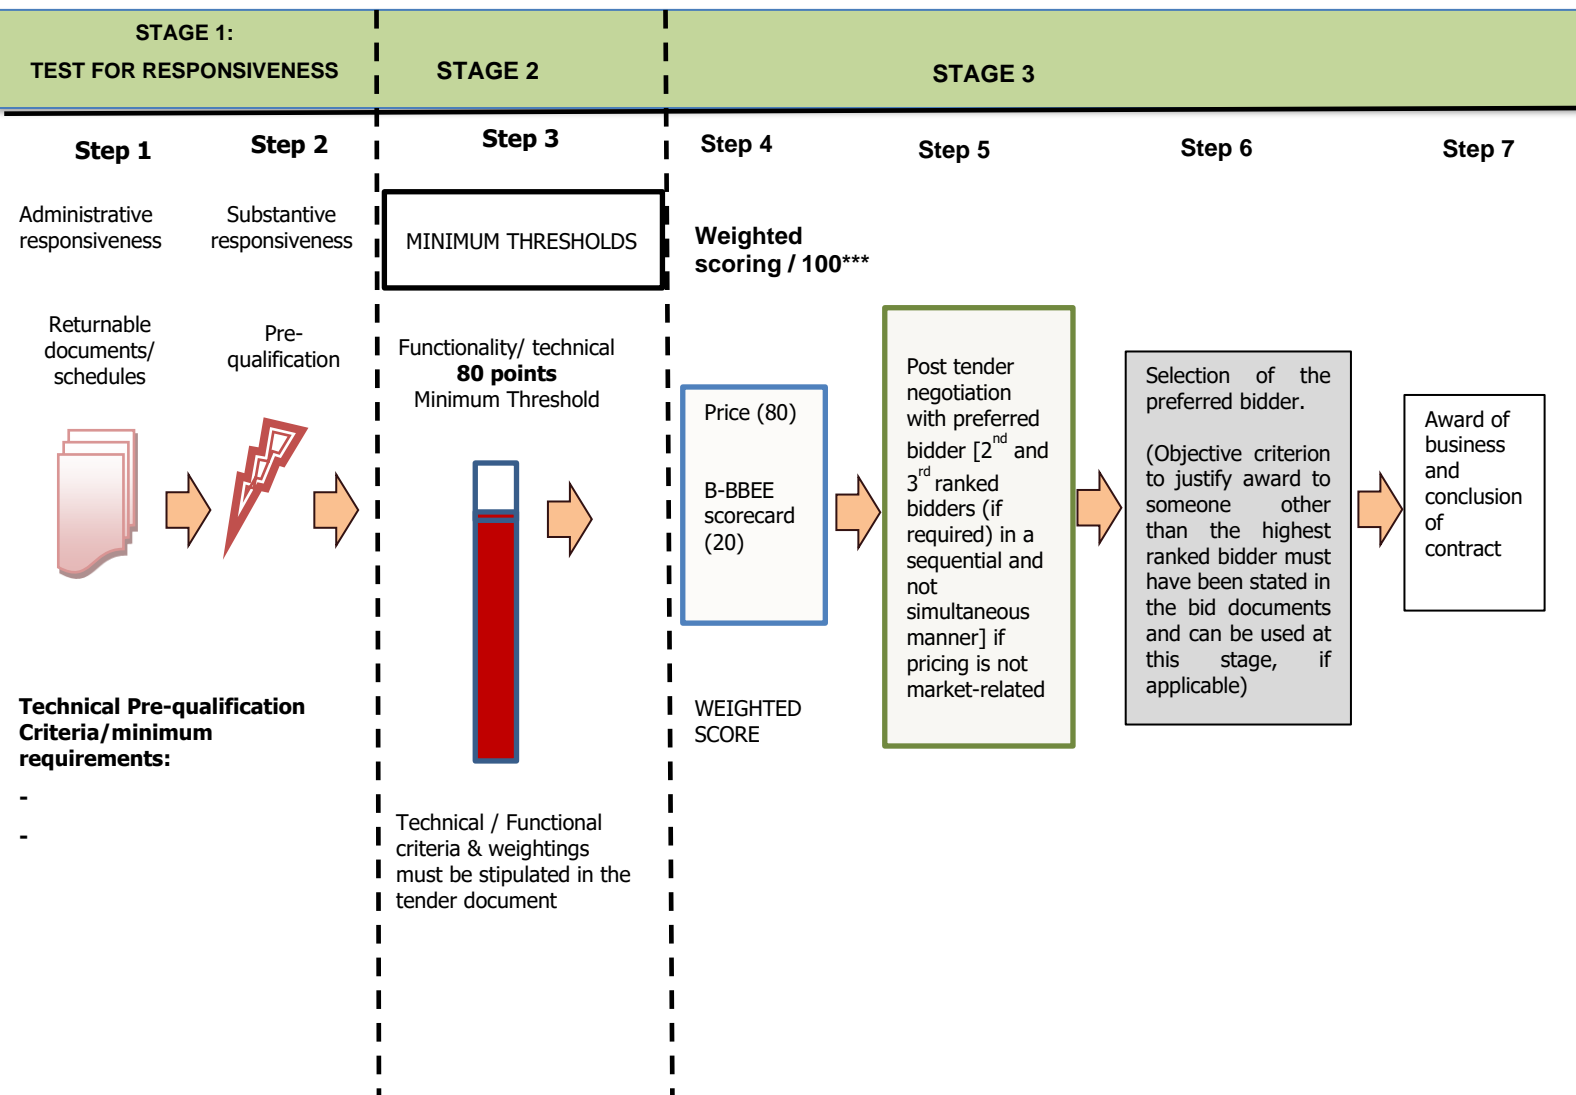 STAGE 1:
TEST FOR RESPONSIVENESS
STAGE 2
STAGE 3
Step 1
Step 2
Step 3
Step 4
Step 5
Step 6
Step 7
Administrative
responsiveness
Substantive
responsiveness
MINIMUM THRESHOLDS
Weighted
scoring / 100***
Returnable
documents/
schedules
Pre-
qualification
Functionality/ technical
80 points
Minimum Threshold
Price (80)
B-BBEE
scorecard
(20)
Post tender
negotiation
with preferred
bidder [2nd and
3rd ranked
bidders (if
required) in a
sequential and
not
simultaneous
manner] if
pricing is not
market-related
Selection of the
preferred bidder.
(Objective criterion
to justify award to
someone other
than the highest
ranked bidder must
have been stated in
the bid documents
and can be used at
this stage, if
applicable)
Award of
business
and
conclusion
of
contract
Technical Pre-qualification
Criteria/minimum
requirements:
-
-
WEIGHTED
SCORE
Technical / Functional
criteria & weightings
must be stipulated in the
tender document